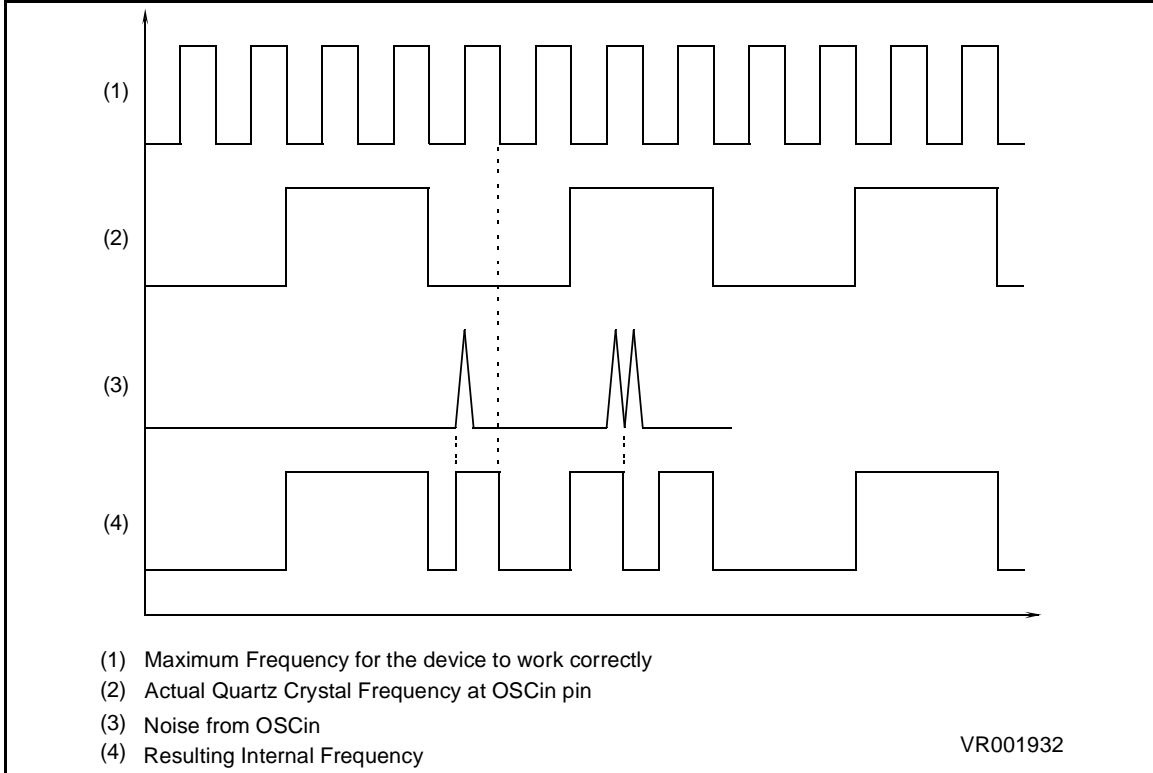 (1)
(2)
(3)
(4)
(1) Maximum Frequency for the device to work correctly
(2) Actual Quartz Crystal Frequency at OSCin pin
(3) Noise from OSCin
(4) Resulting Internal Frequency
VR001932